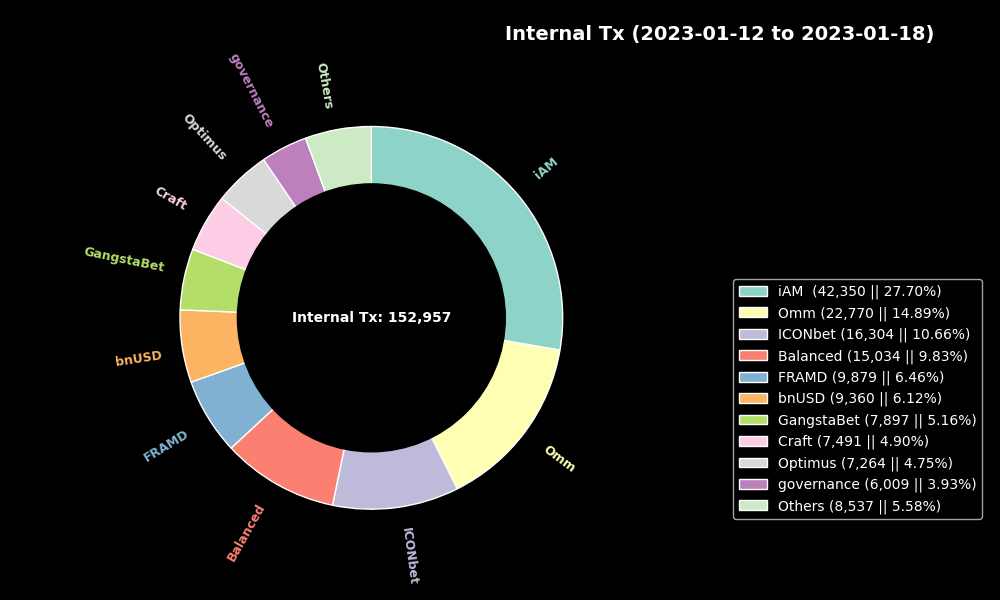 Internal Tx (2023-01-12 to 2023-01-18)
governance
Others
Optimus
iAM
Craft
GangstaBet
Internal Tx: 152,957
bnUSD
FRAMD
Omm
Balanced
ICONbet
iAM  (42,350 || 27.70%)
Omm (22,770 || 14.89%)
ICONbet (16,304 || 10.66%)
Balanced (15,034 || 9.83%)
FRAMD (9,879 || 6.46%)
bnUSD (9,360 || 6.12%)
GangstaBet (7,897 || 5.16%)
Craft (7,491 || 4.90%)
Optimus (7,264 || 4.75%)
governance (6,009 || 3.93%)
Others (8,537 || 5.58%)